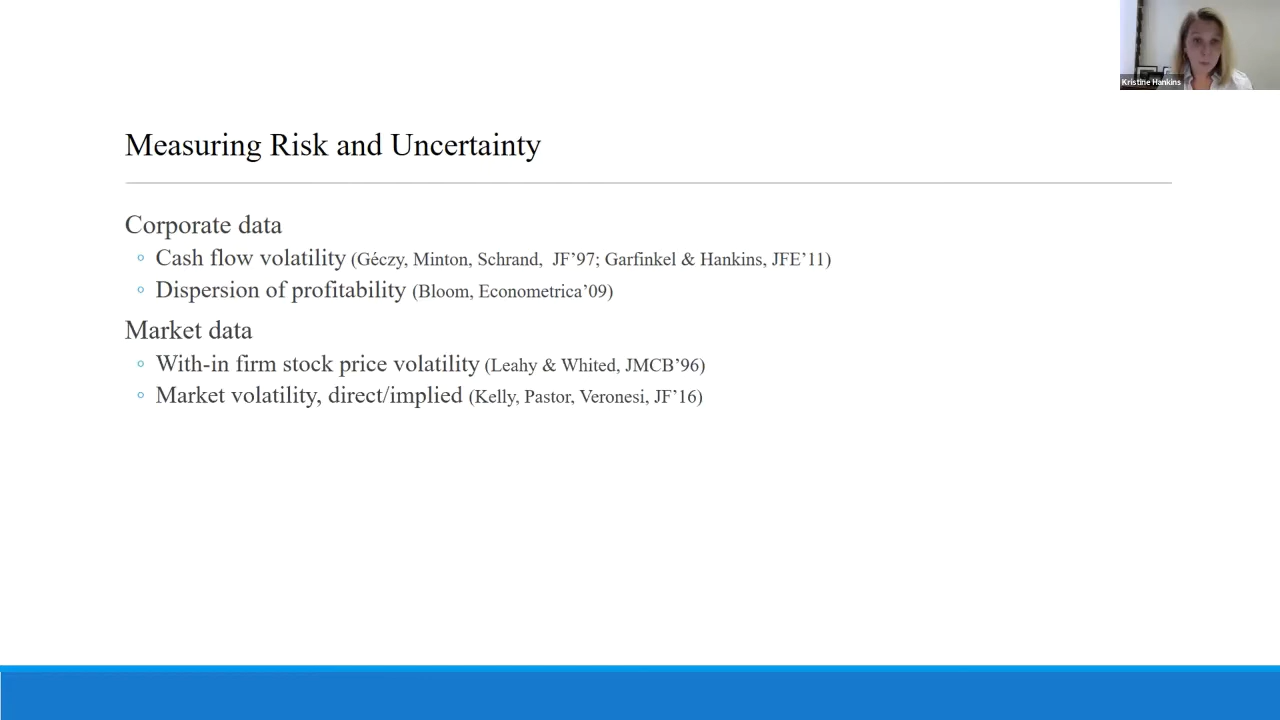 Kristine Hankins
Measuring Risk and Uncertainty
Corporate data
◦ Cash flow volatility (Géczy, Minton, Schrand, JF’97; Garfinkel & Hankins, JFE’11)
◦ Dispersion of profitability (Bloom, Econometrica’09)
Market data
◦ With-in firm stock price volatility (Leahy & Whited, JMCB’96)
◦ Market volatility, direct/implied (Kelly, Pastor, Veronesi, JF’16)